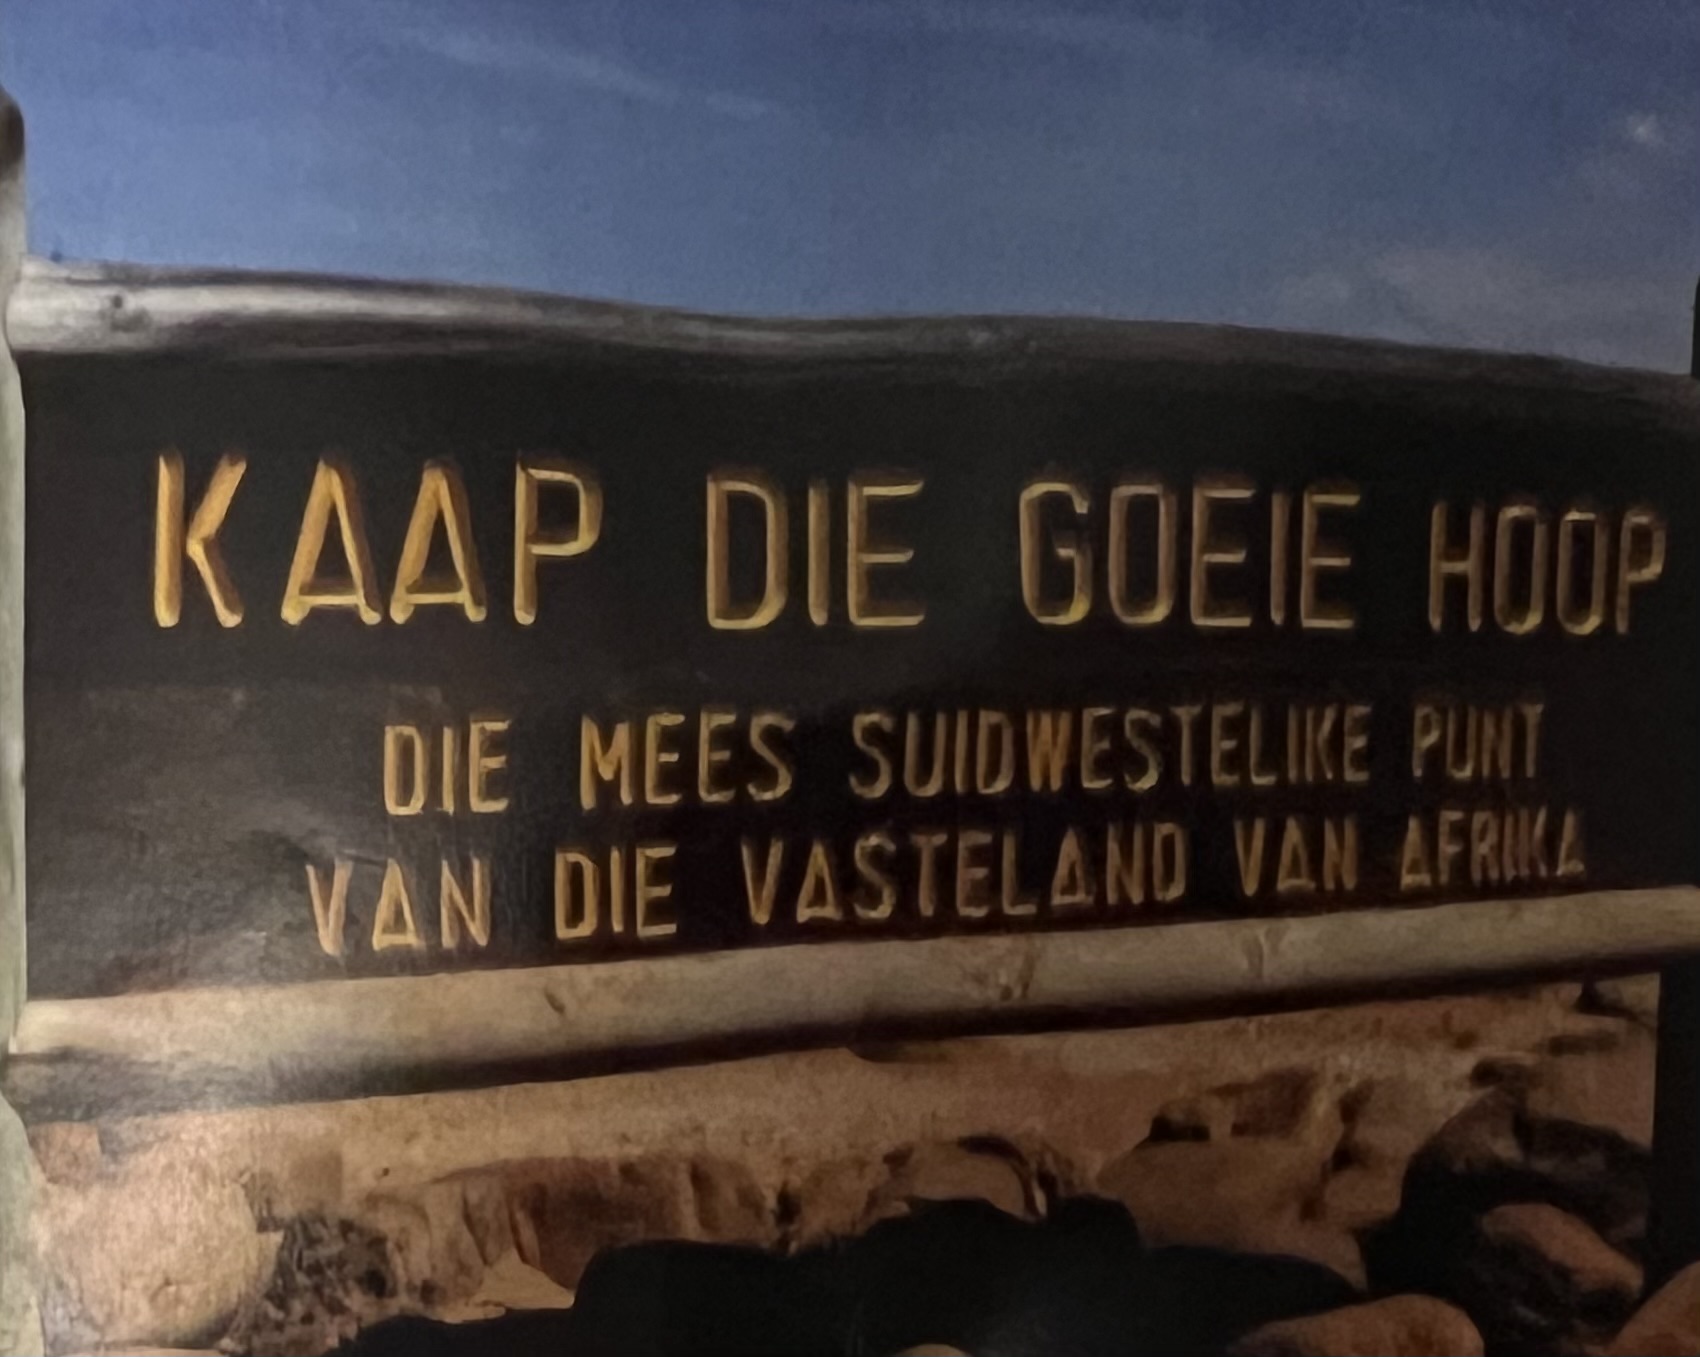 KAAP DIE GOEIE HOOP
DIE MEES SUIDWESTELIKE PUNT
VAN DIE VASTELAND VAN AFRIKA